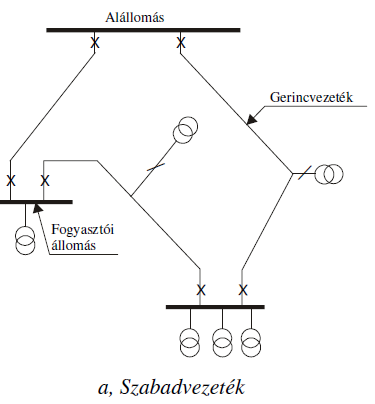 Alállomás
Gerincvezeték
Fogyasztói
állomás
a, Szabadvezeték